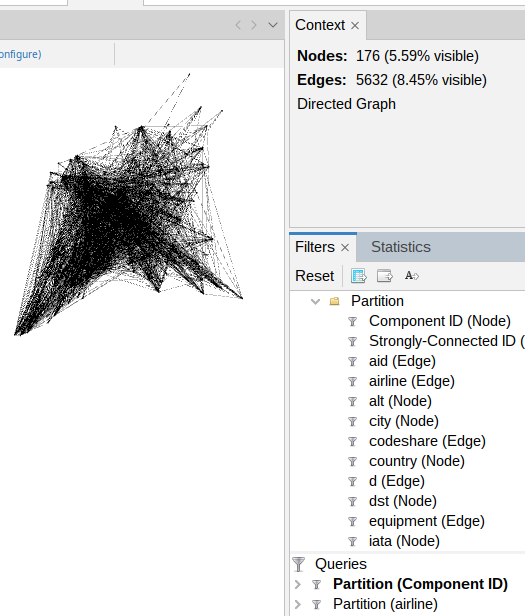 Context
onfigure)
Nodes: 176 (5.59% visible)
Edges: 5632 (8.45% visible)
Directed Graph
Filters
Statistics
Reset
Partition
Component ID (Node)
Strongly-Connected ID (
aid (Edge)
airline (Edge)
alt (Node)
city (Node)
codeshare (Edge)
country (Node)
d (Edge)
dst (Node)
equipment (Edge)
iata (Node)
Queries
Partition (Component ID)
Partition (airline)